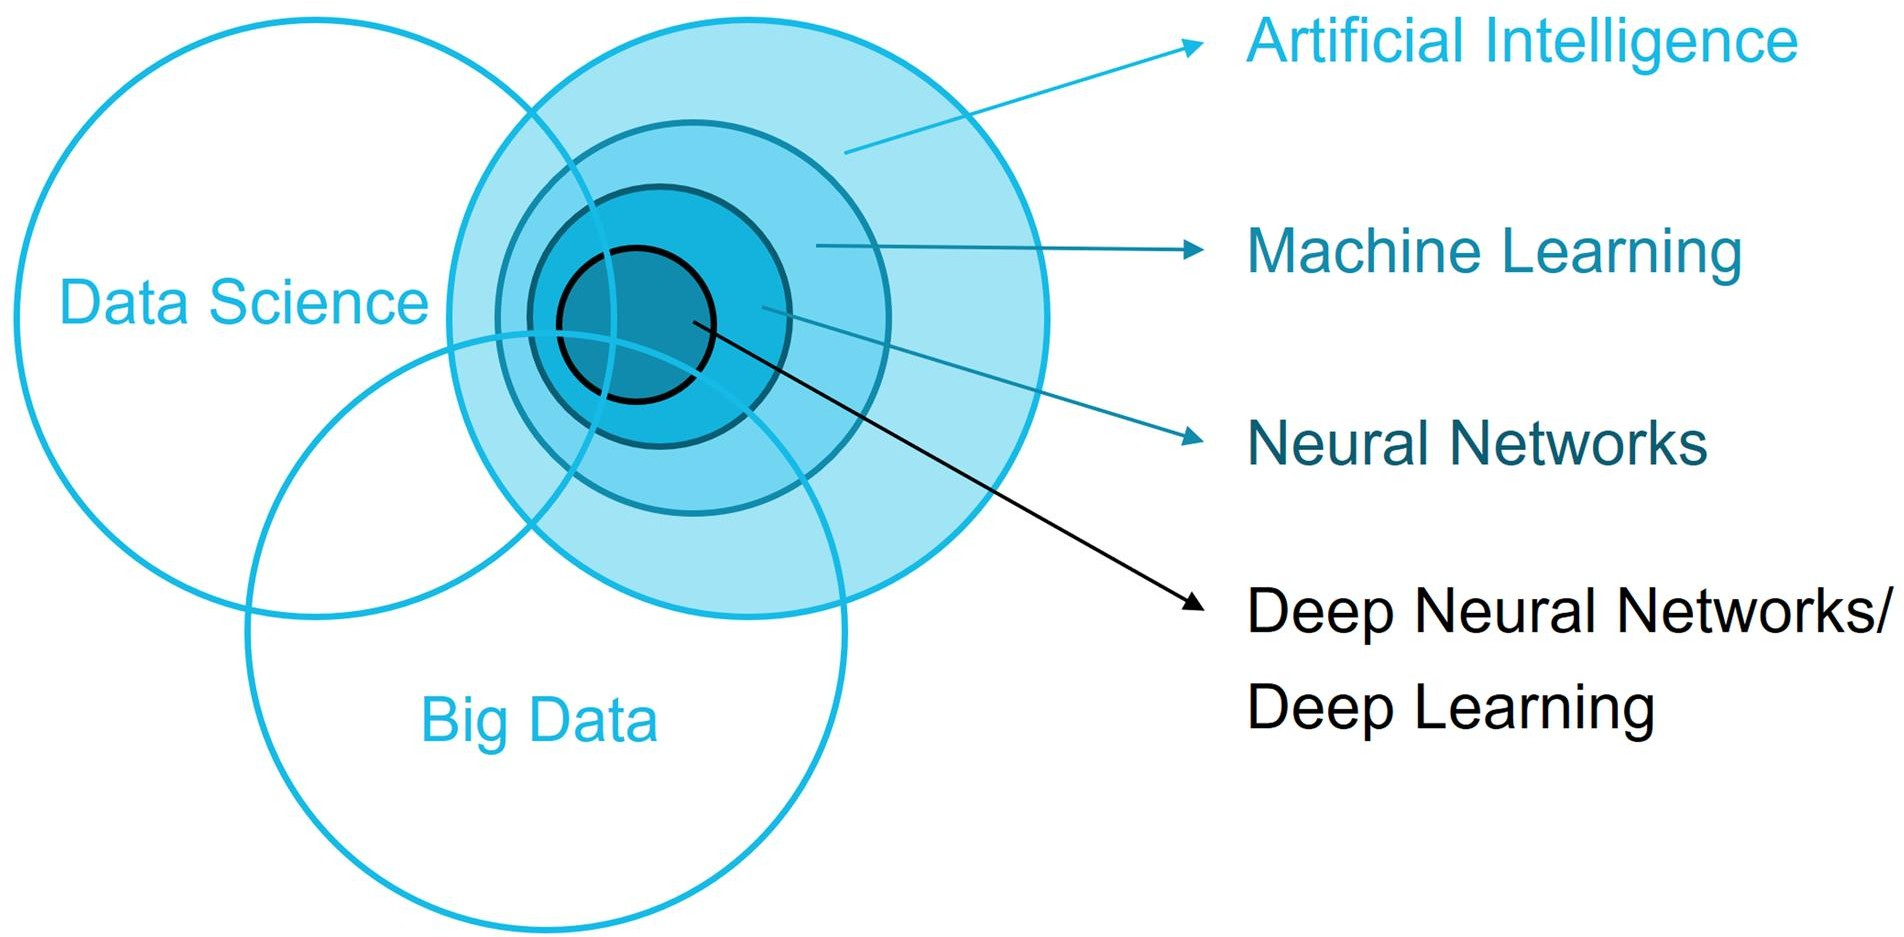 Artificial Intelligence
Machine Learning
Data Science
Neural Networks
Deep Neural Networks/
Deep Learning
Big Data